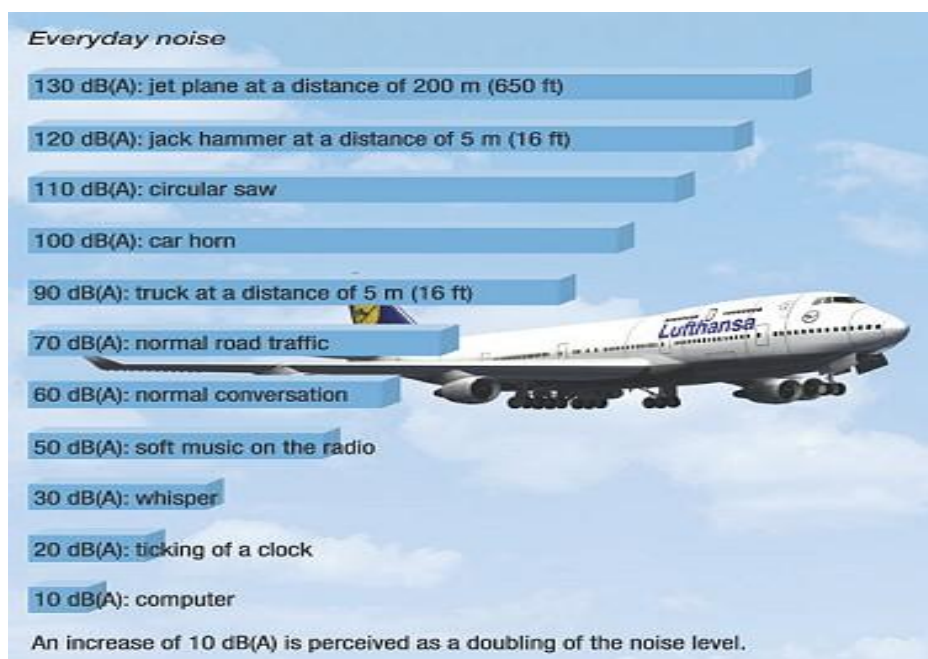 Everyday noise
130 dB(A): jet plane at a distance of 200 m (650 ft)
120 dB(A): jack hammer at a distance of 5 m (16 ft)
110 dB(A): circular saw
100 dB(A): car horn
90 dB(A): truck at a distance of 5 m (16 ft)
70 dB(A): normal road traffic
Lufthansa
60 dB(A): normal conversation
50 dB(A): soft music on the radio
30 dB(A): whisper
20 dB(A): ticking of a clock
10 dB(A): computer
An increase of 10 dB(A) is perceived as a doubling of the noise level.